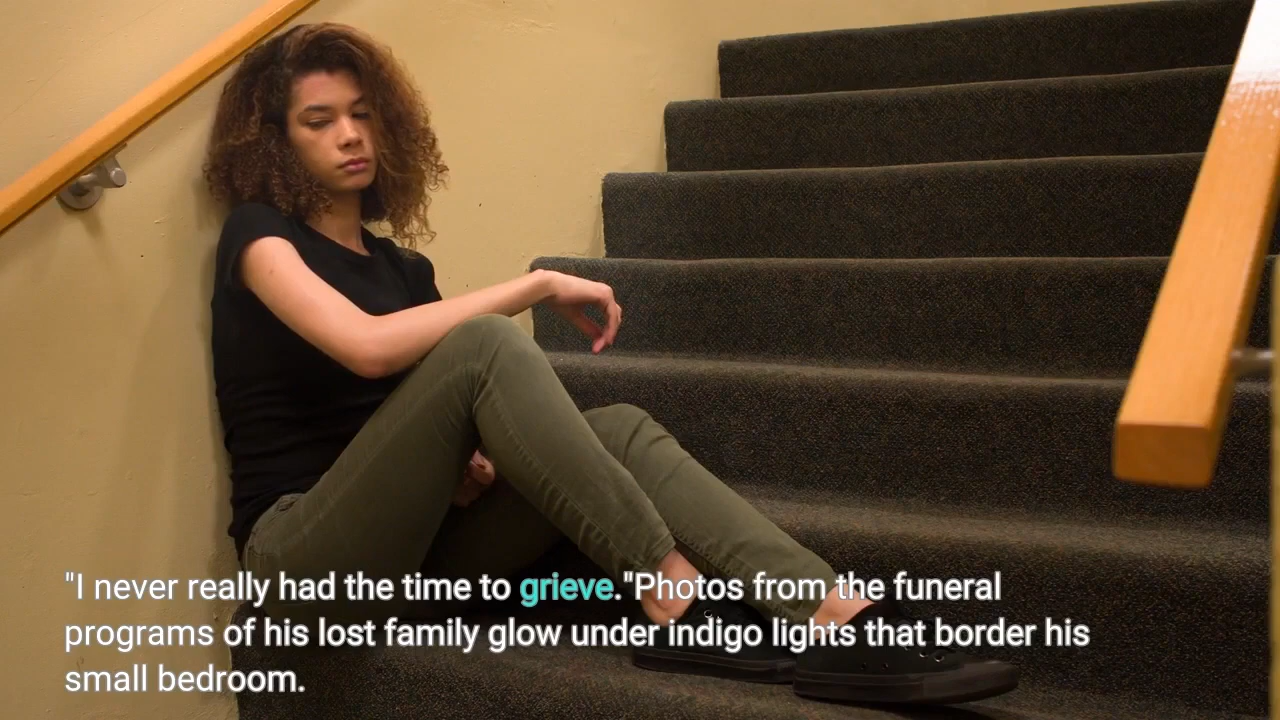 "I never really had the time to grieve."Photos from the funeral
programs of his lost family glow under indigo lights that border his
small bedroom.